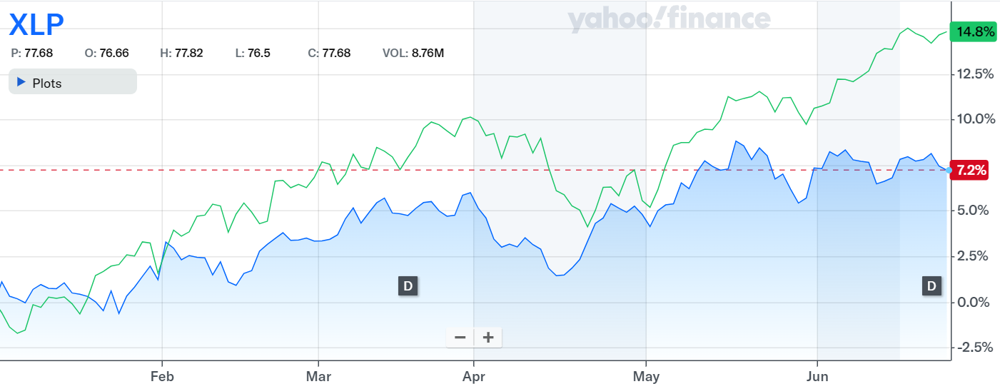 XLP
yahoo!finance
P: 77.68 O: 76.66 H: 77.82 L: 76.5 C: 77.68 VOL: 8.76M
Plots
14.8%
12.5%
10.0%
7.2%
5.0%
2.5%
D D
0.0%
− +
-2.5%
Feb Mar Apr May Jun